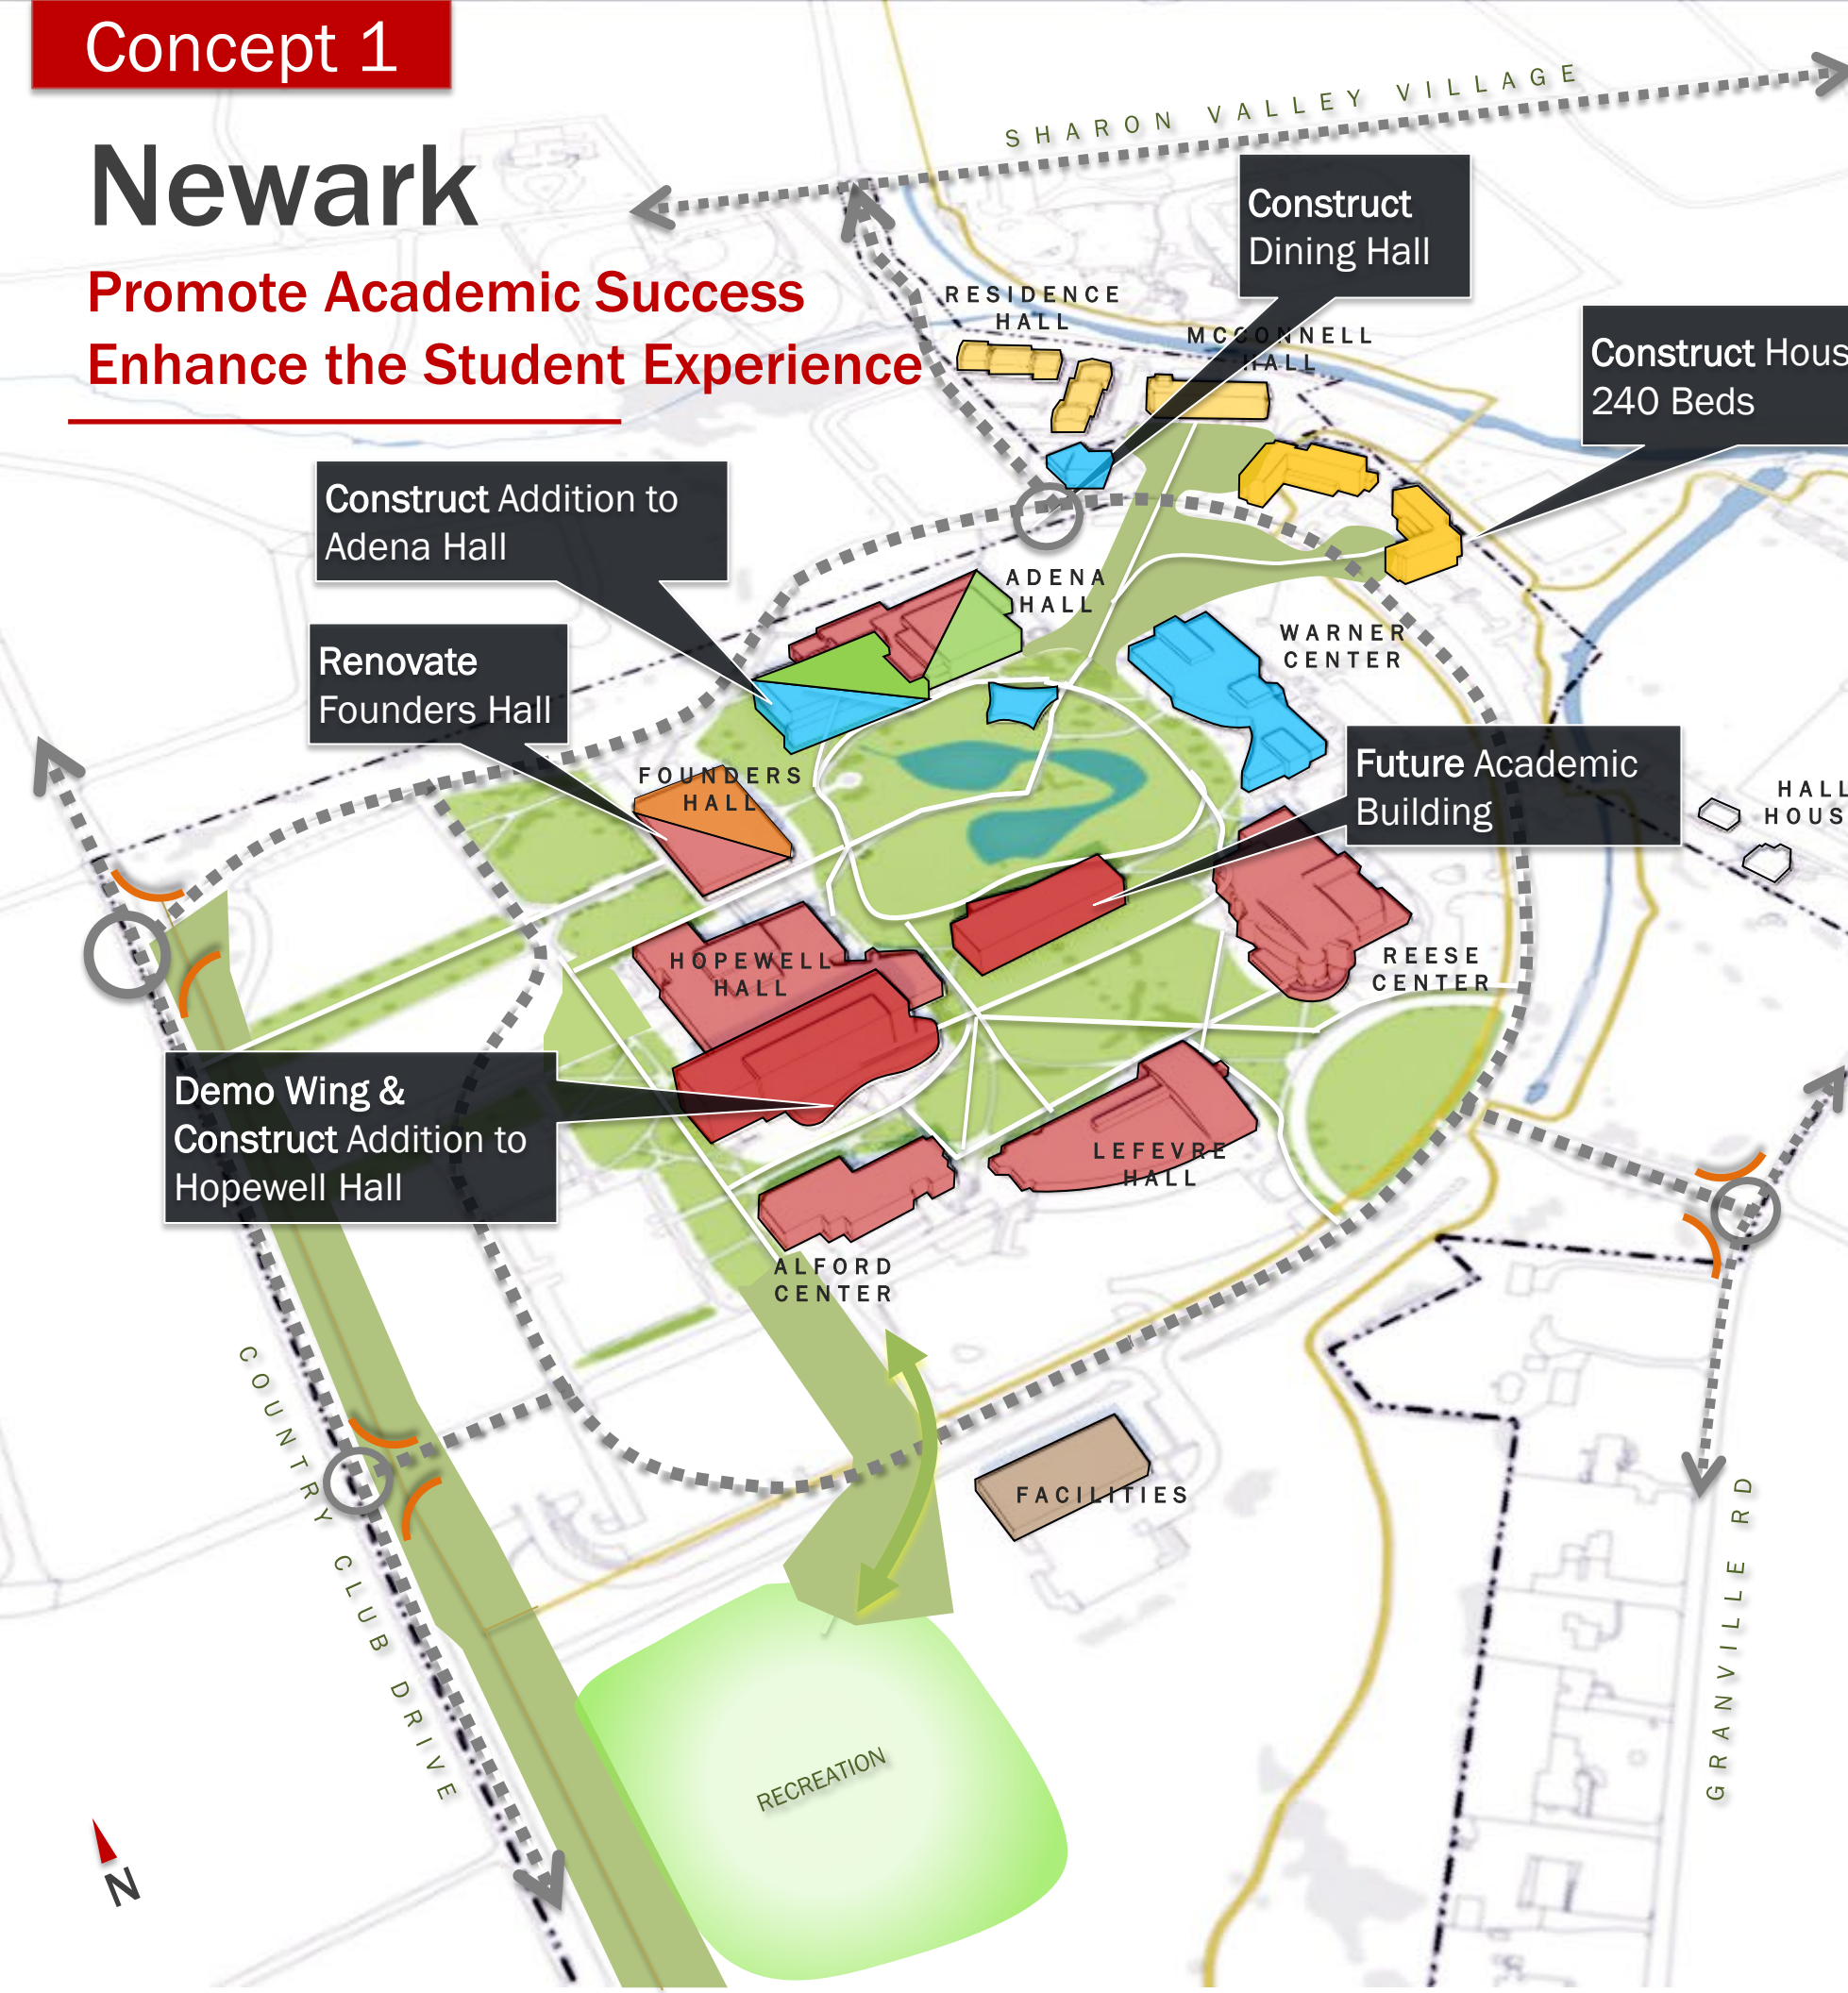 Concept 1
Newark
Promote Academic Success
Enhance the Student Experience
SHARON VALLEY VILLAGE
Construct
Dining Hall
RESIDENCE
HALL
MCCONNELL
HALL
Construct Hous
240 Beds
Construct Addition to
Adena Hall
ADENA
HALL
WARNER
CENTER
Renovate
Founders Hall
FOUNDERS
HALL
Future Academic
Building
HALL
HOUS
HOPEWELL
HALL
REESE
CENTER
Demo Wing &
Construct Addition to
Hopewell Hall
LEFEVRE
HALL
ALFORD
CENTER
FACILITIES
COUNTRY CLUB DRIVE
GRANVILLE RD
RECREATION
N